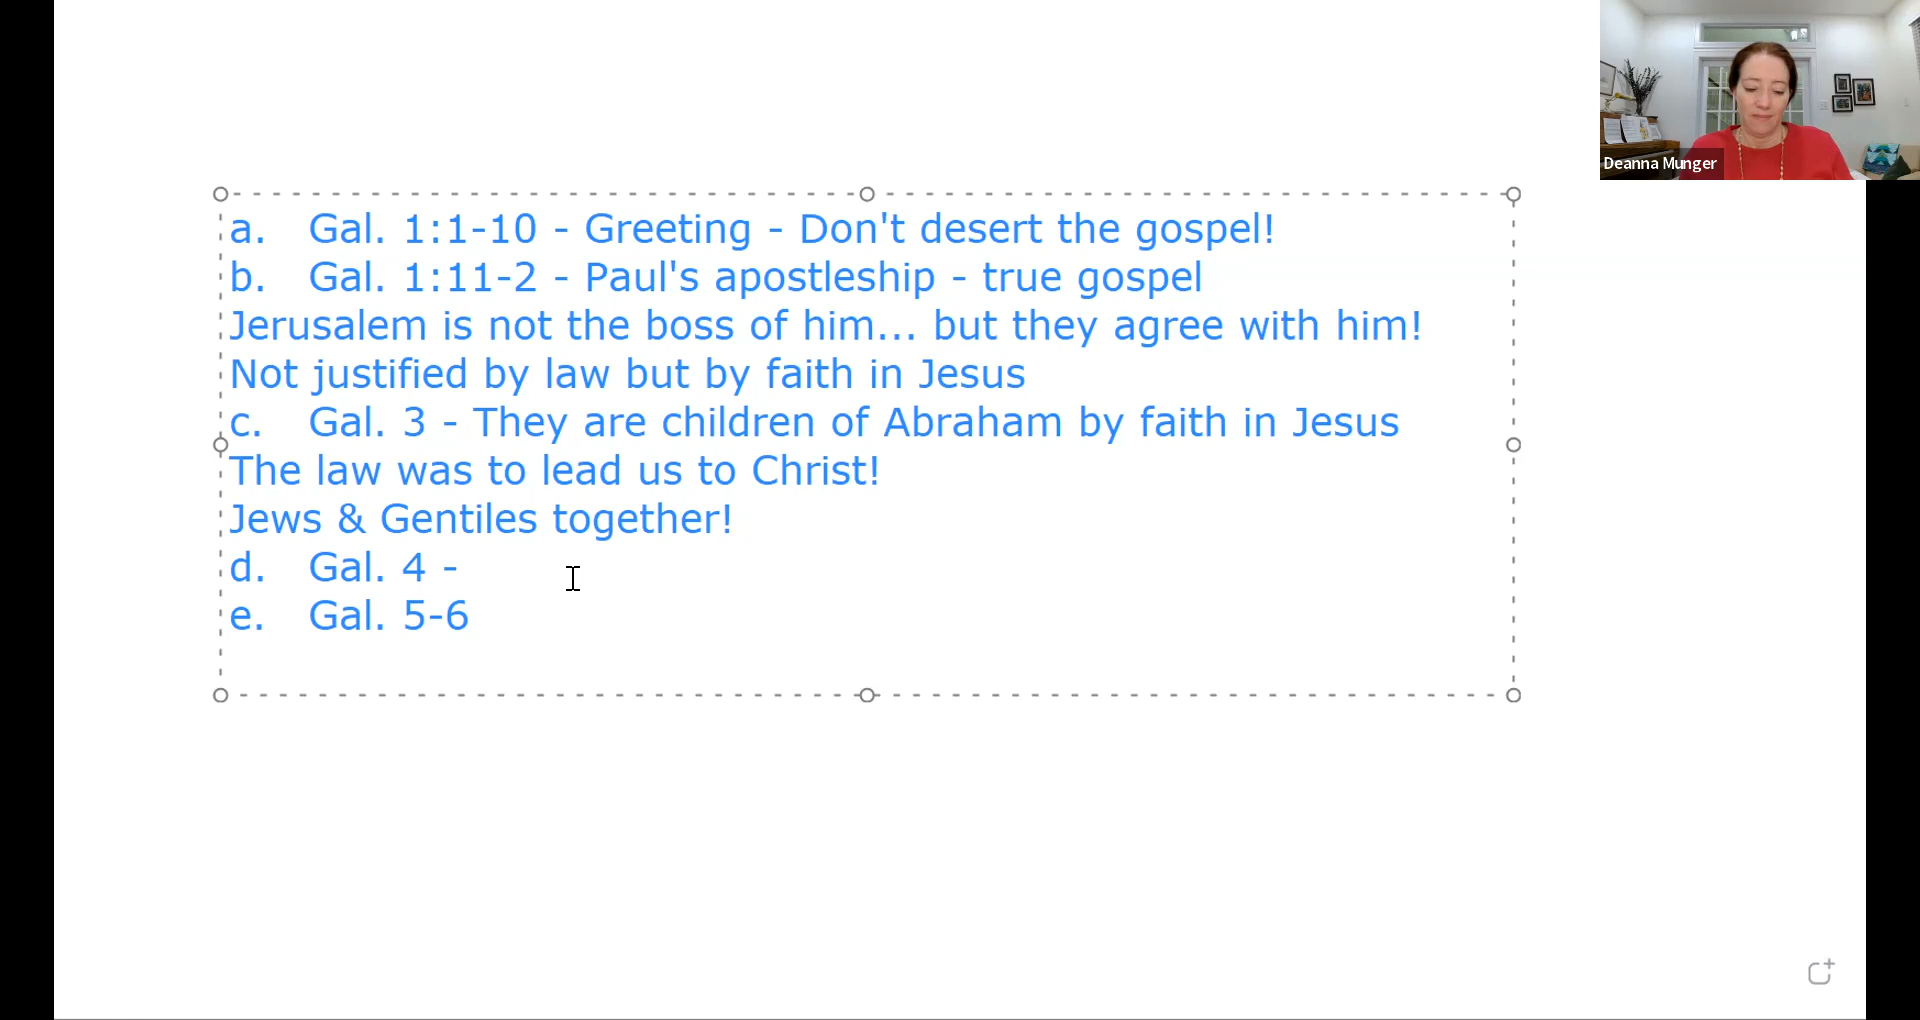 Deanna Munger
a. Gal. 1:1-10 - Greeting - Don't desert the gospel!
b. Gal. 1:11-2 - Paul's apostleship - true gospel
Jerusalem is not the boss of him... but they agree with him!
Not justified by law but by faith in Jesus
c. Gal. 3 - They are children of Abraham by faith in Jesus
The law was to lead us to Christ!
Jews & Gentiles together!
d. Gal. 4 -
e. Gal. 5-6